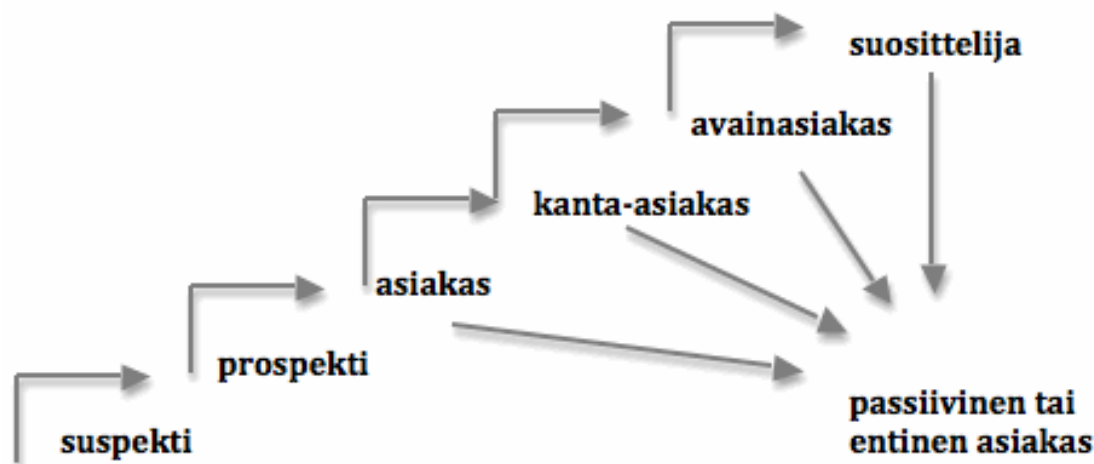 suosittelija
avainasiakas
kanta-asiakas
asiakas
prospekti
suspekti
passiivinen tai
entinen asiakas